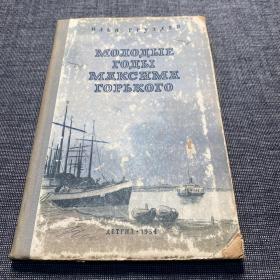 ИЛЬЯ ГРУЗДЕВ
МОЛОДЫЕ
ГОДЫ
МАКСИМА
ГОРЬКОГО
ДЕТГИЗ • 1954